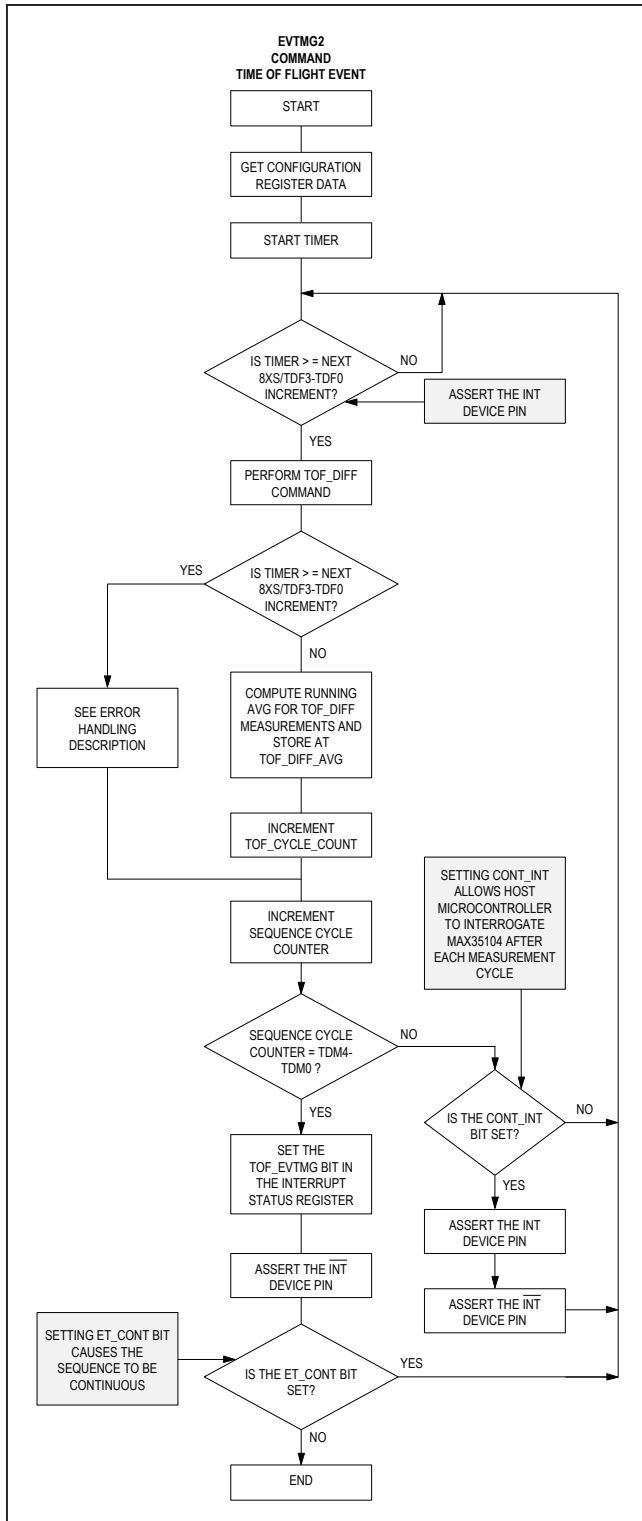 EVTMG2
COMMAND
TIME OF FLIGHT EVENT
START
GET CONFIGURATION
REGISTER DATA
START TIMER
IS TIMER > = NEXT
8XS/TDF3-TDF0
INCREMENT?
NO
ASSERT THE INT
DEVICE PIN
YES
PERFORM TOF_DIFF
COMMAND
YES
IS TIMER > = NEXT
8XS/TDF3-TDF0
INCREMENT?
NO
SEE ERROR
HANDLING
DESCRIPTION
COMPUTE RUNNING
AVG FOR TOF_DIFF
MEASUREMENTS AND
STORE AT
TOF_DIFF_AVG
INCREMENT
TOF_CYCLE_COUNT
SETTING CONT_INT
ALLOWS HOST
MICROCONTROLLER
TO INTERROGATE
MAX35104 AFTER
EACH MEASUREMENT
CYCLE
INCREMENT
SEQUENCE CYCLE
COUNTER
SEQUENCE CYCLE
COUNTER = TDM4-
TDM0 ?
NO
IS THE CONT_INT
BIT SET?
NO
YES
SET THE
TOF_EVTMG BIT IN
THE INTERRUPT
STATUS REGISTER
YES
ASSERT THE INT
DEVICE PIN
ASSERT THE INT
DEVICE PIN
ASSERT THE INT
DEVICE PIN
SETTING ET_CONT BIT
CAUSES THE
SEQUENCE TO BE
CONTINUOUS
IS THE ET_CONT BIT
SET?
YES
NO
END